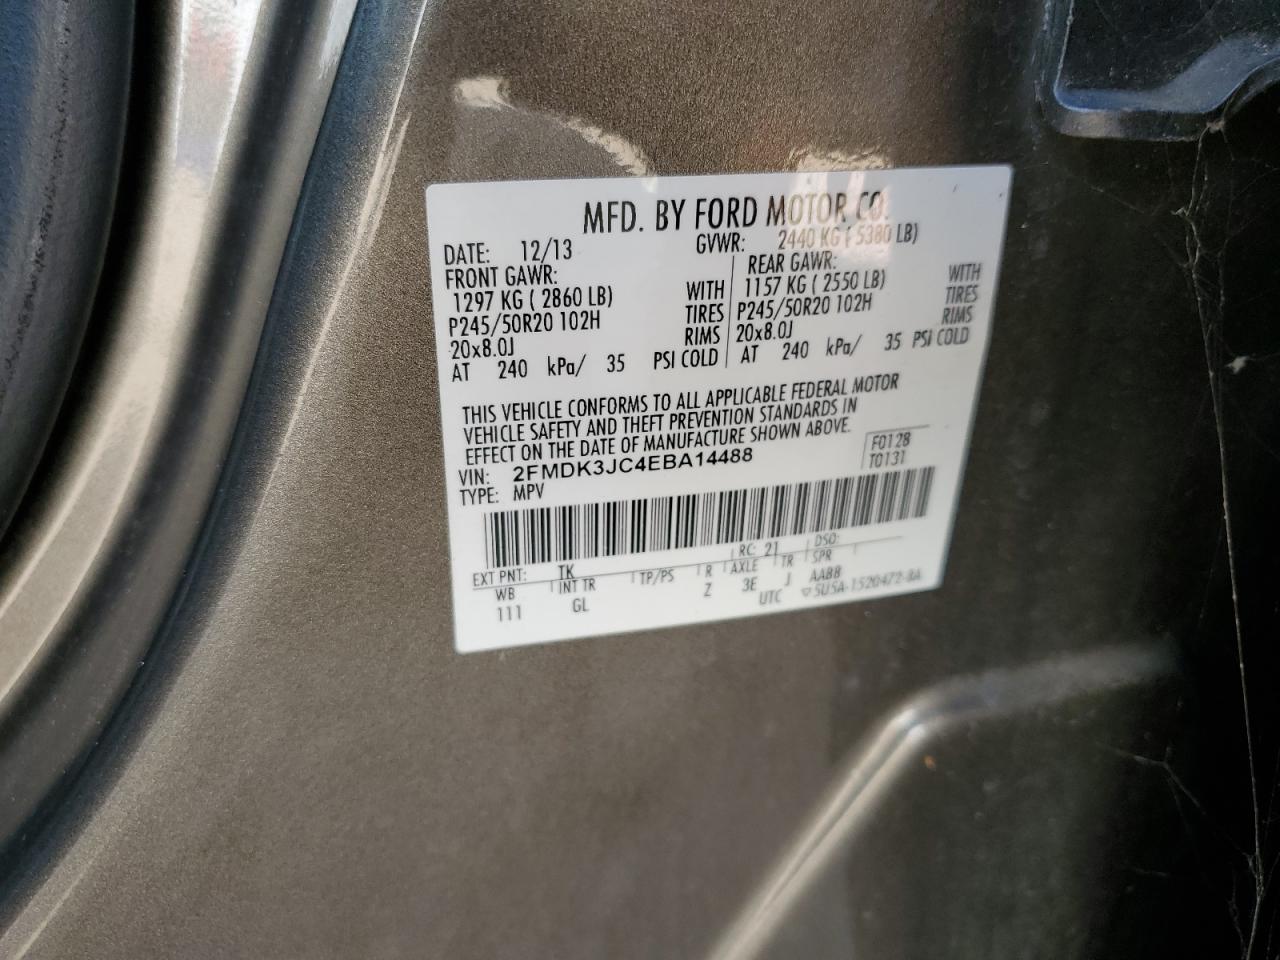 MFD. BY FORD MOTOR CO.
DATE: 12/13 GVWR: 2440 KG ( 5380 LB)
FRONT GAWR: REAR GAWR:
1297 KG ( 2860 LB) WITH 1157 KG ( 2550 LB) WITH
P245/50R20 102H TIRES P245/50R20 102H TIRES
20x8.0J RIMS 20x8.0J RIMS
AT 240 kPa/ 35 PSI COLD AT 240 kPa/ 35 PSI COLD
THIS VEHICLE CONFORMS TO ALL APPLICABLE FEDERAL MOTOR
VEHICLE SAFETY AND THEFT PREVENTION STANDARDS IN
EFFECT ON THE DATE OF MANUFACTURE SHOWN ABOVE.
VIN: 2FMDK3JC4EBA14488 F0128
TYPE: MPV T0131
EXT PNT: TK RC: 21 DSO:
WB INT TR TP/PS R AXLE TR SPR
111 GL Z 3E J AABB
UTC ▽5U5A-1520472-BA